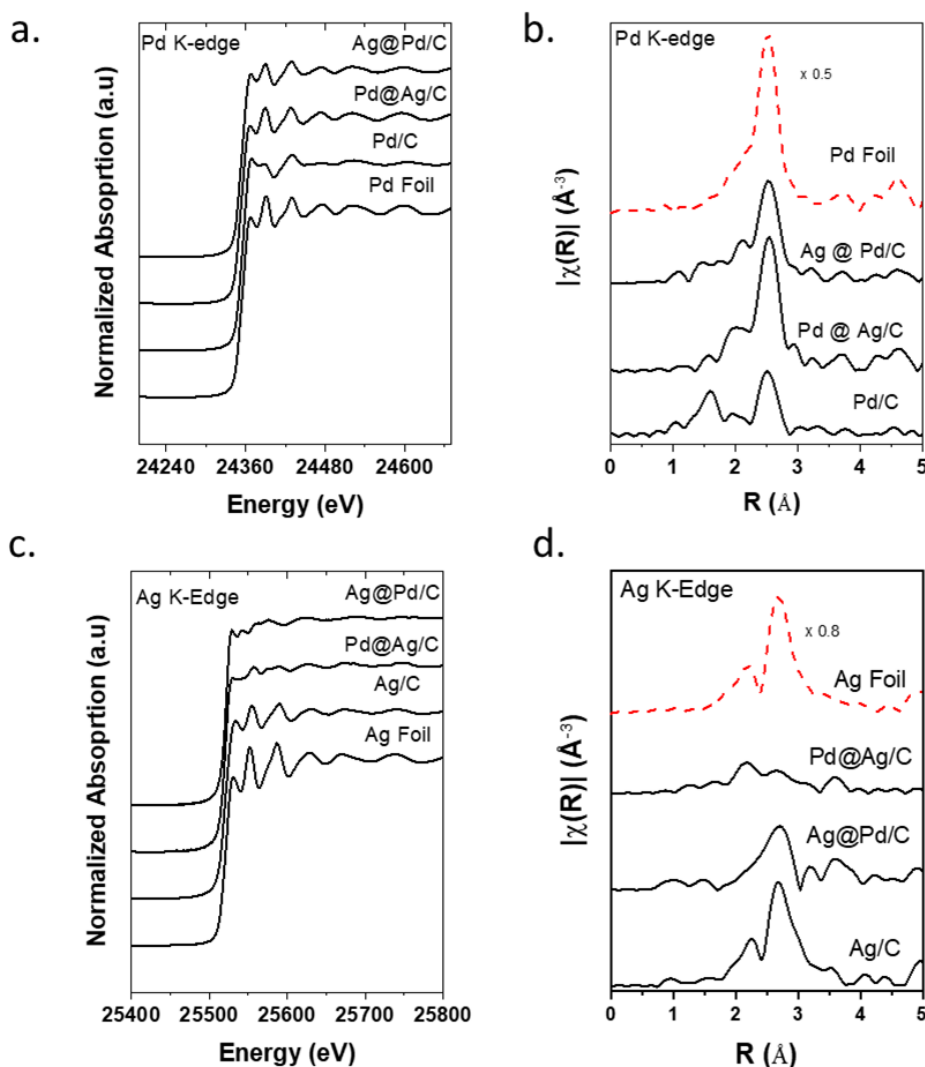 a.
Pd K-edge
Ag@Pd/C
Pd@Ag/C
Pd/C
Pd Foil
Normalized Absoprtion (a.u)
24240 24360 24480 24600
Energy (eV)
b.
Pd K-edge
x 0.5
Pd Foil
Ag @ Pd/C
Pd @ Ag/C
Pd/C
|χ(R)| (Å⁻³)
0 1 2 3 4 5
R (Å)
c.
Ag K-Edge
Ag@Pd/C
Pd@Ag/C
Ag/C
Ag Foil
Normalized Absoprtion (a.u)
25400 25500 25600 25700 25800
Energy (eV)
d.
Ag K-Edge
x 0.8
Ag Foil
Pd@Ag/C
Ag@Pd/C
Ag/C
|χ(R)| (Å⁻³)
0 1 2 3 4 5
R (Å)